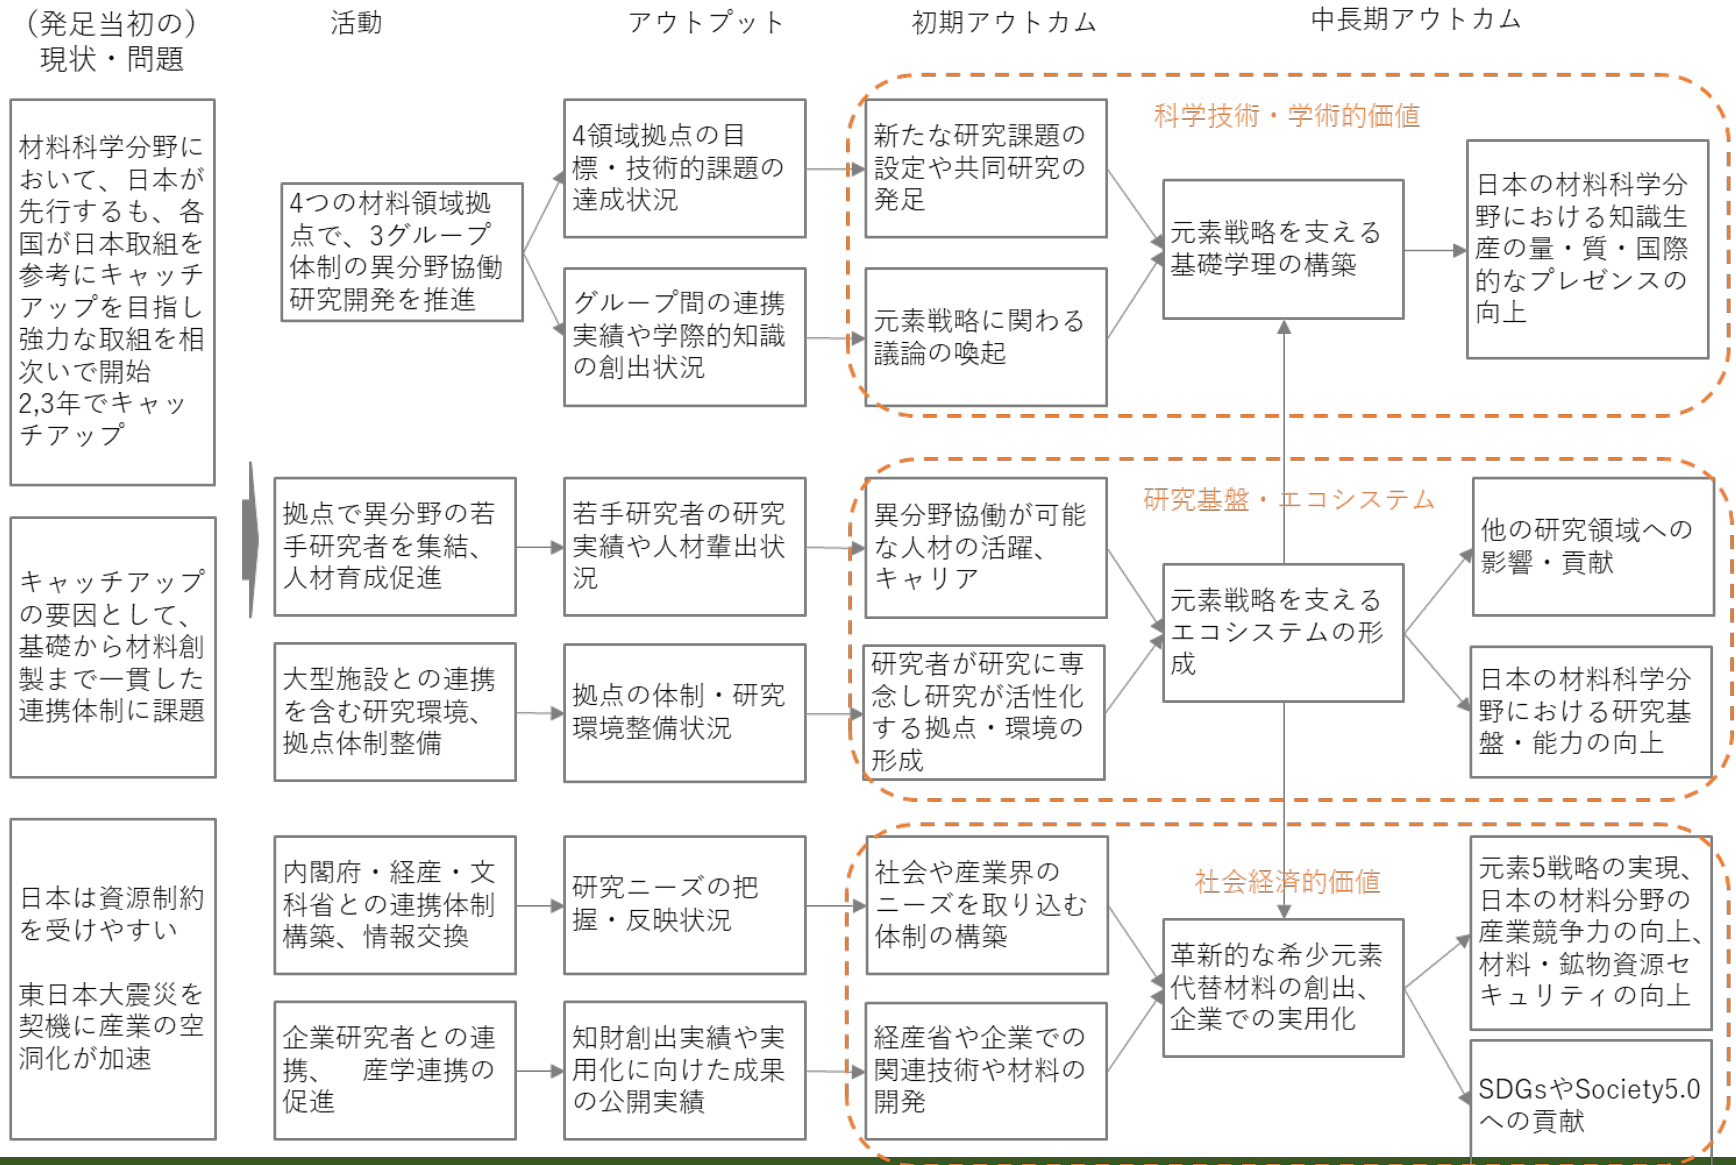 （発足当初の）
現状・問題
活動
アウトプット
初期アウトカム
中長期アウトカム
材料科学分野に
おいて、日本が
先行するも、各
国が日本取組を
参考にキャッチ
アップを目指し
強力な取組を相
次いで開始
2,3年でキャッ
チアップ
キャッチアップ
の要因として、
基礎から材料創
製まで一貫した
連携体制に課題
日本は資源制約
を受けやすい
東日本大震災を
契機に産業の空
洞化が加速
4つの材料領域拠
点で、3グループ
体制の異分野協働
研究開発を推進
4領域拠点の目
標・技術的課題の
達成状況
グループ間の連携
実績や学際的知識
の創出状況
科学技術・学術的価値
新たな研究課題の
設定や共同研究の
発足
元素戦略に関わる
議論の喚起
元素戦略を支える
基礎学理の構築
日本の材料科学分
野における知識生
産の量・質・国際
的なプレゼンスの
向上
拠点で異分野の若
手研究者を集結、
人材育成促進
若手研究者の研究
実績や人材輩出状
況
大型施設との連携
を含む研究環境、
拠点体制整備
拠点の体制・研究
環境整備状況
研究基盤・エコシステム
異分野協働が可能
な人材の活躍、
キャリア
研究者が研究に専
念し研究が活性化
する拠点・環境の
形成
元素戦略を支える
エコシステムの形
成
他の研究領域への
影響・貢献
日本の材料科学分
野における研究基
盤・能力の向上
内閣府・経産・文
科省との連携体制
構築、情報交換
研究ニーズの把
握・反映状況
企業研究者との連
携、　産学連携の
促進
知財創出実績や実
用化に向けた成果
の公開実績
社会経済的価値
社会や産業界の
ニーズを取り込む
体制の構築
経産省や企業での
関連技術や材料の
開発
革新的な希少元素
代替材料の創出、
企業での実用化
元素5戦略の実現、
日本の材料分野の
産業競争力の向上、
材料・鉱物資源セ
キュリティの向上
SDGsやSociety5.0
への貢献